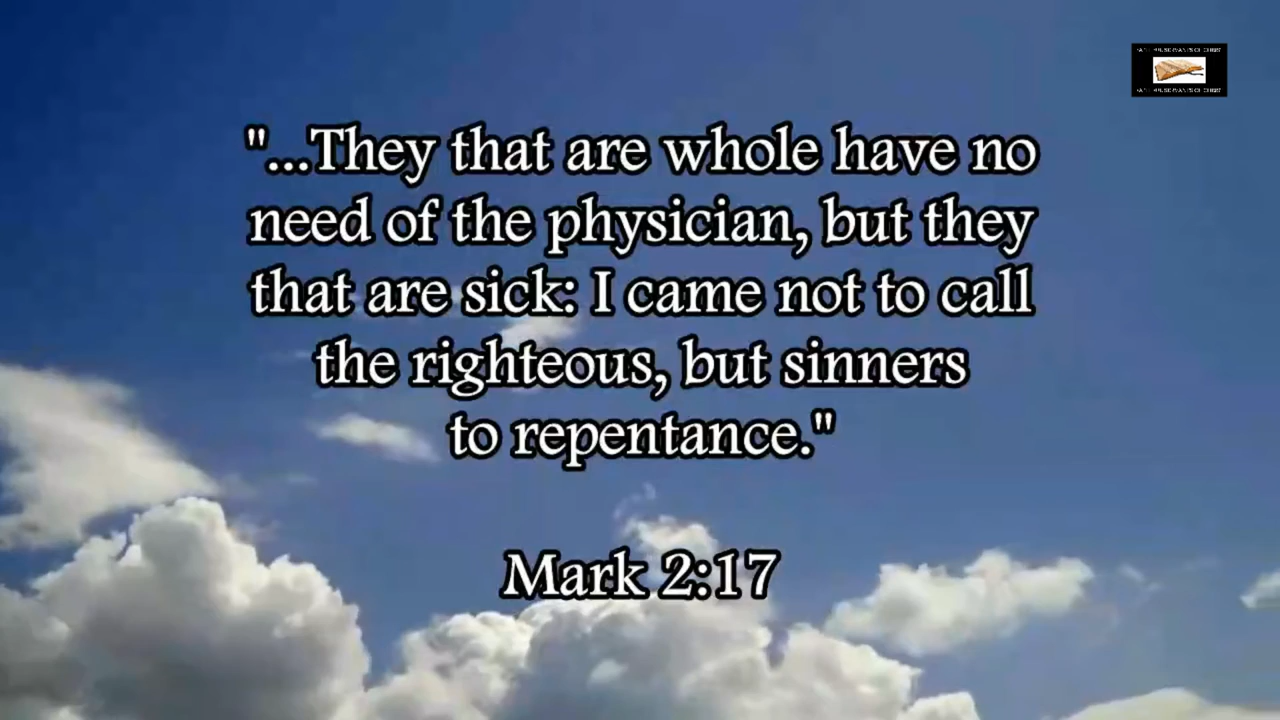 "...They that are whole have no
need of the physician, but they
that are sick: I came not to call
the righteous, but sinners
to repentance."
Mark 2:17